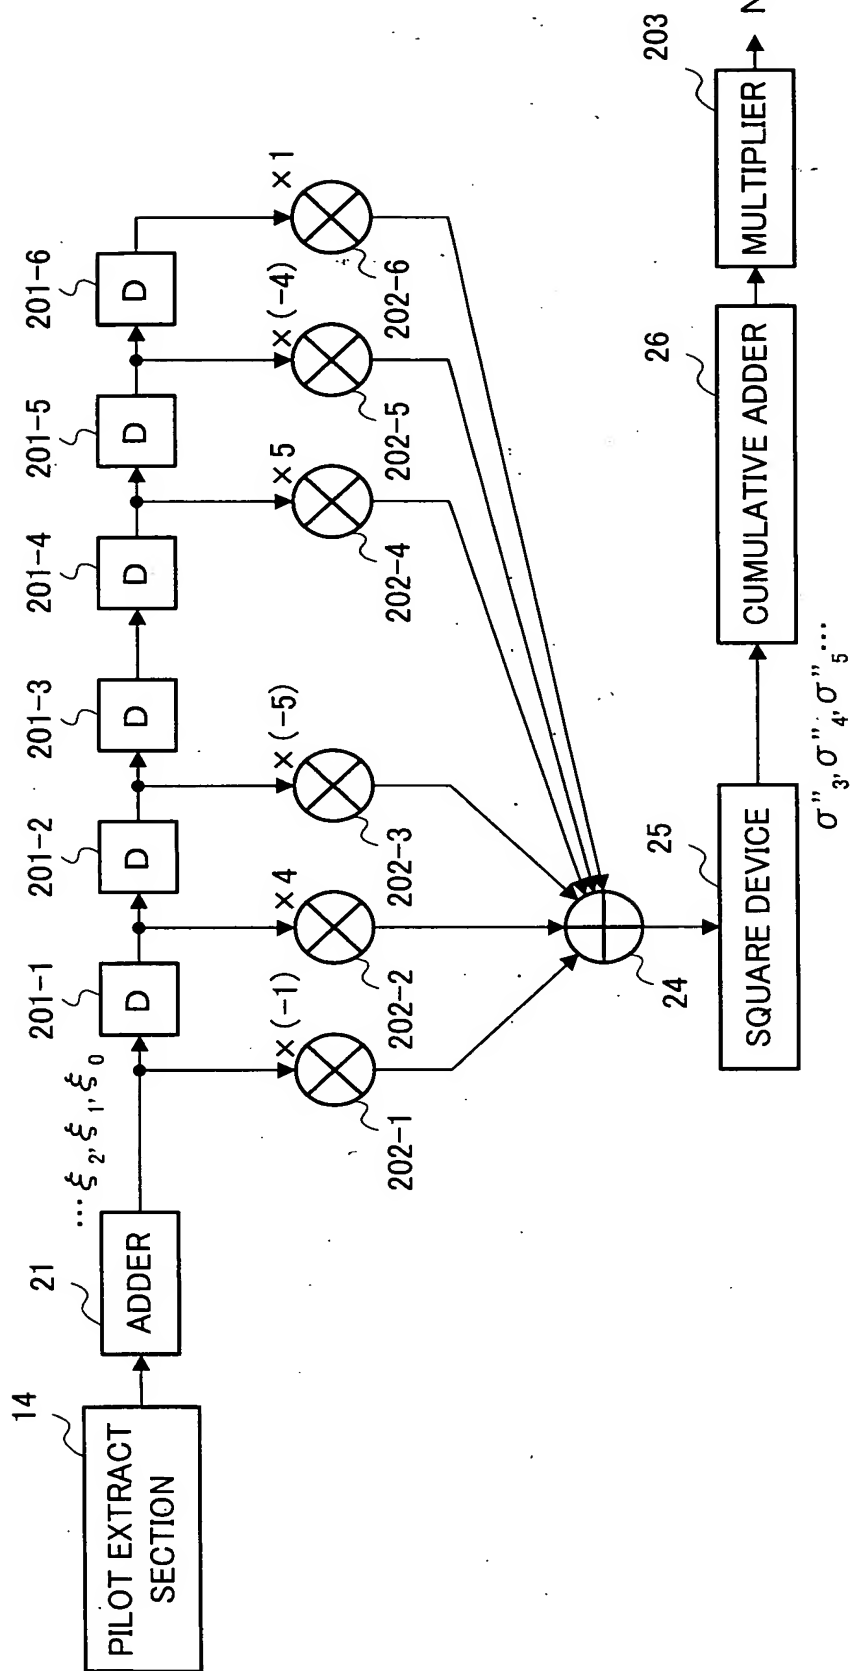 14
PILOT EXTRACT
SECTION
21
ADDER
... ξ2, ξ1, ξ0
201-1
D
201-2
D
201-3
D
201-4
D
201-5
D
201-6
D
×(-1)
202-1
×4
202-2
×(-5)
202-3
×5
202-4
×(-4)
202-5
×1
202-6
24
25
SQUARE DEVICE
σ"3, σ"4, σ"5 ...
26
CUMULATIVE ADDER
203
MULTIPLIER
N